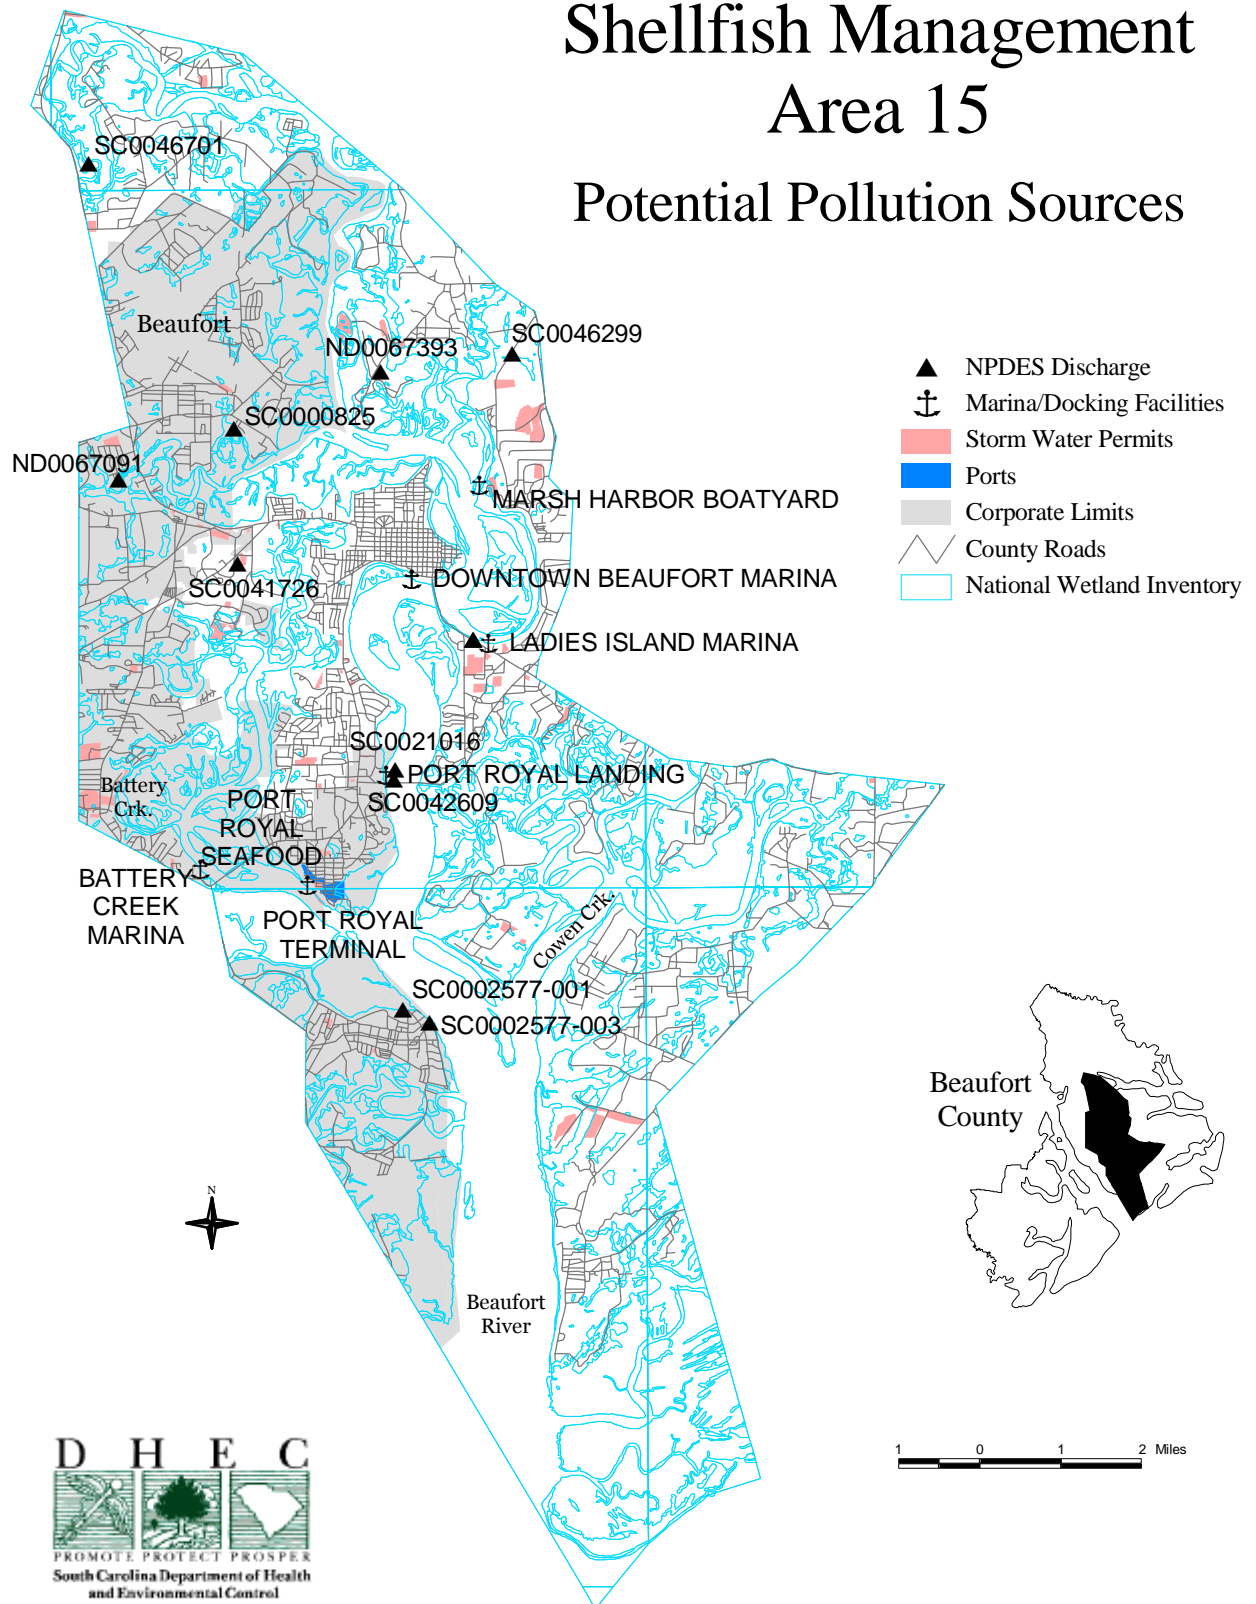 Shellfish Management
Area 15
Potential Pollution Sources
SC0046701
Beaufort
ND0067393
SC0046299
SC0000825
ND0067091
MARSH HARBOR BOATYARD
SC0041726
DOWNTOWN BEAUFORT MARINA
LADIES ISLAND MARINA
SC0021016
PORT ROYAL LANDING
SC0042609
Battery
Crk.
PORT
ROYAL
SEAFOOD
BATTERY
CREEK
MARINA
PORT ROYAL
TERMINAL
Cowen Crk.
SC0002577-001
SC0002577-003
Beaufort
River
NPDES Discharge
Marina/Docking Facilities
Storm Water Permits
Ports
Corporate Limits
County Roads
National Wetland Inventory
Beaufort
County
N
1 0 1 2 Miles
D H E C
PROMOTE PROTECT PROSPER
South Carolina Department of Health
and Environmental Control